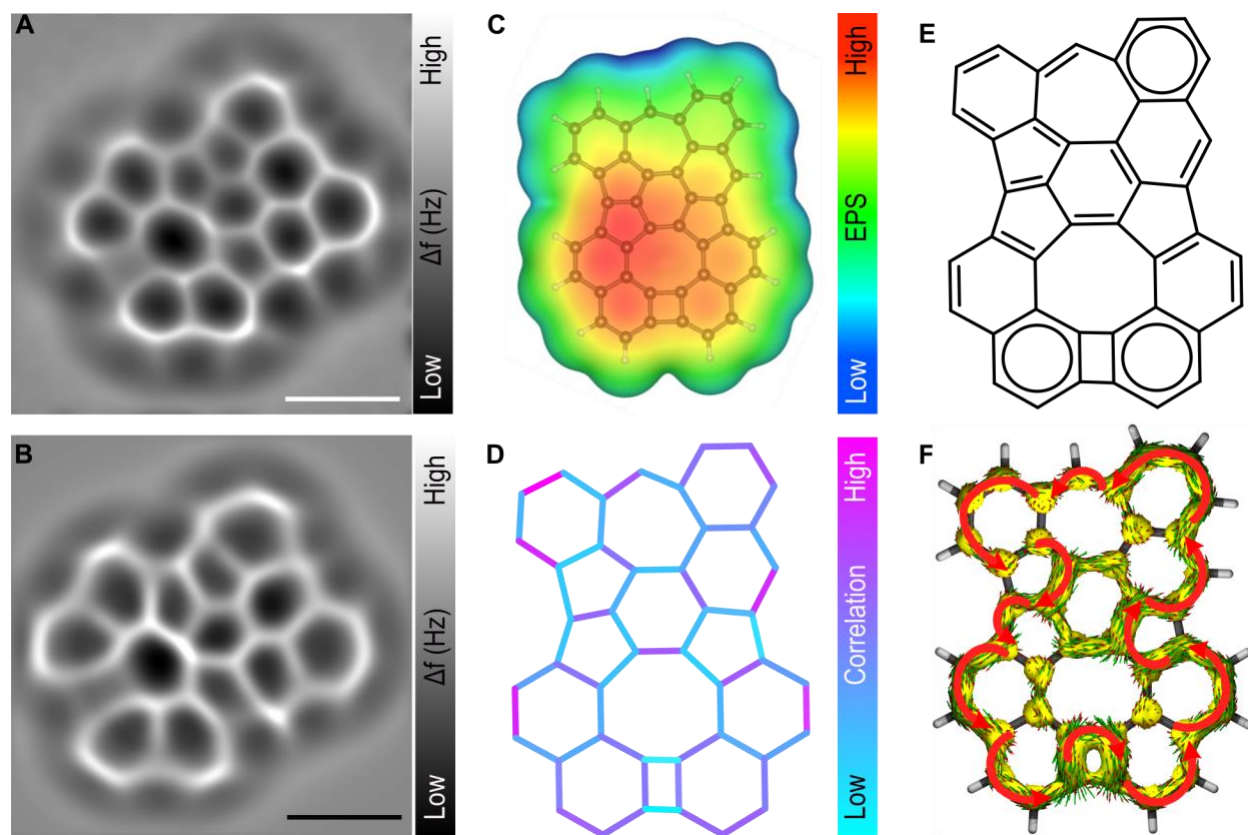 A
High
Δf (Hz)
Low
C
High
EPS
Low
E
B
High
Δf (Hz)
Low
D
High
Correlation
Low
F